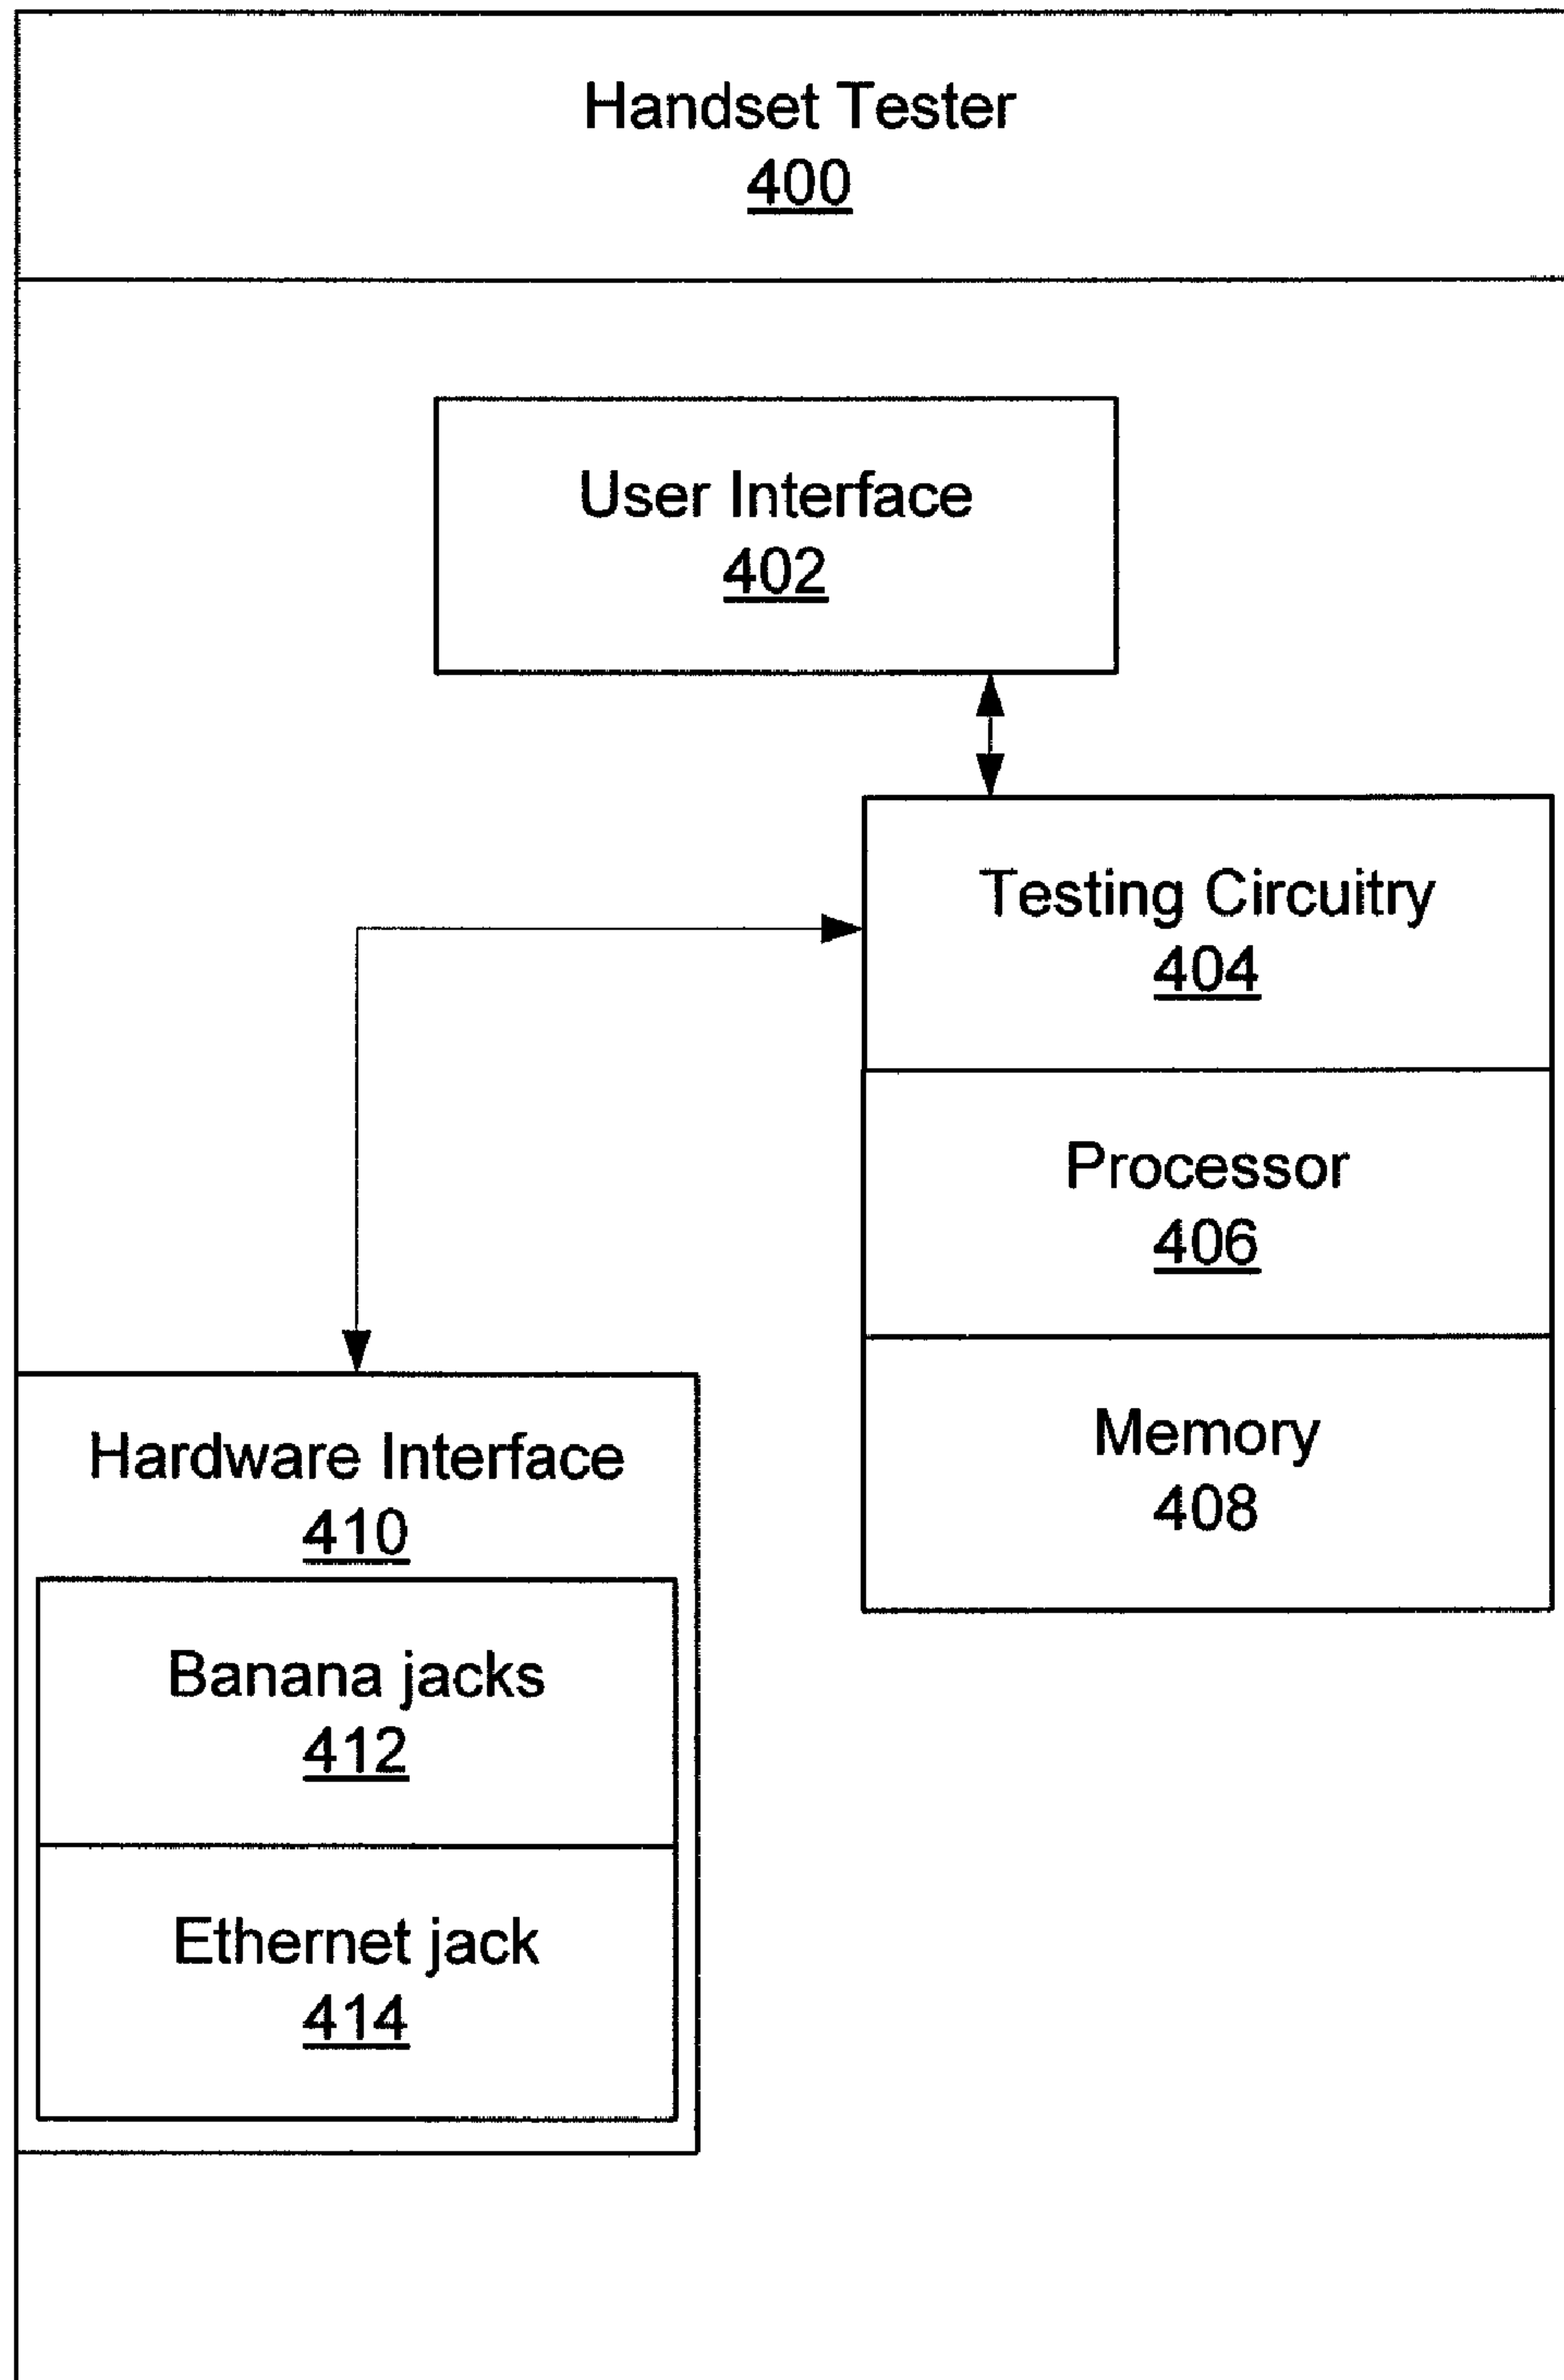 Handset Tester
400
User Interface
402
Testing Circuitry
404
Processor
406
Memory
408
Hardware Interface
410
Banana jacks
412
Ethernet jack
414